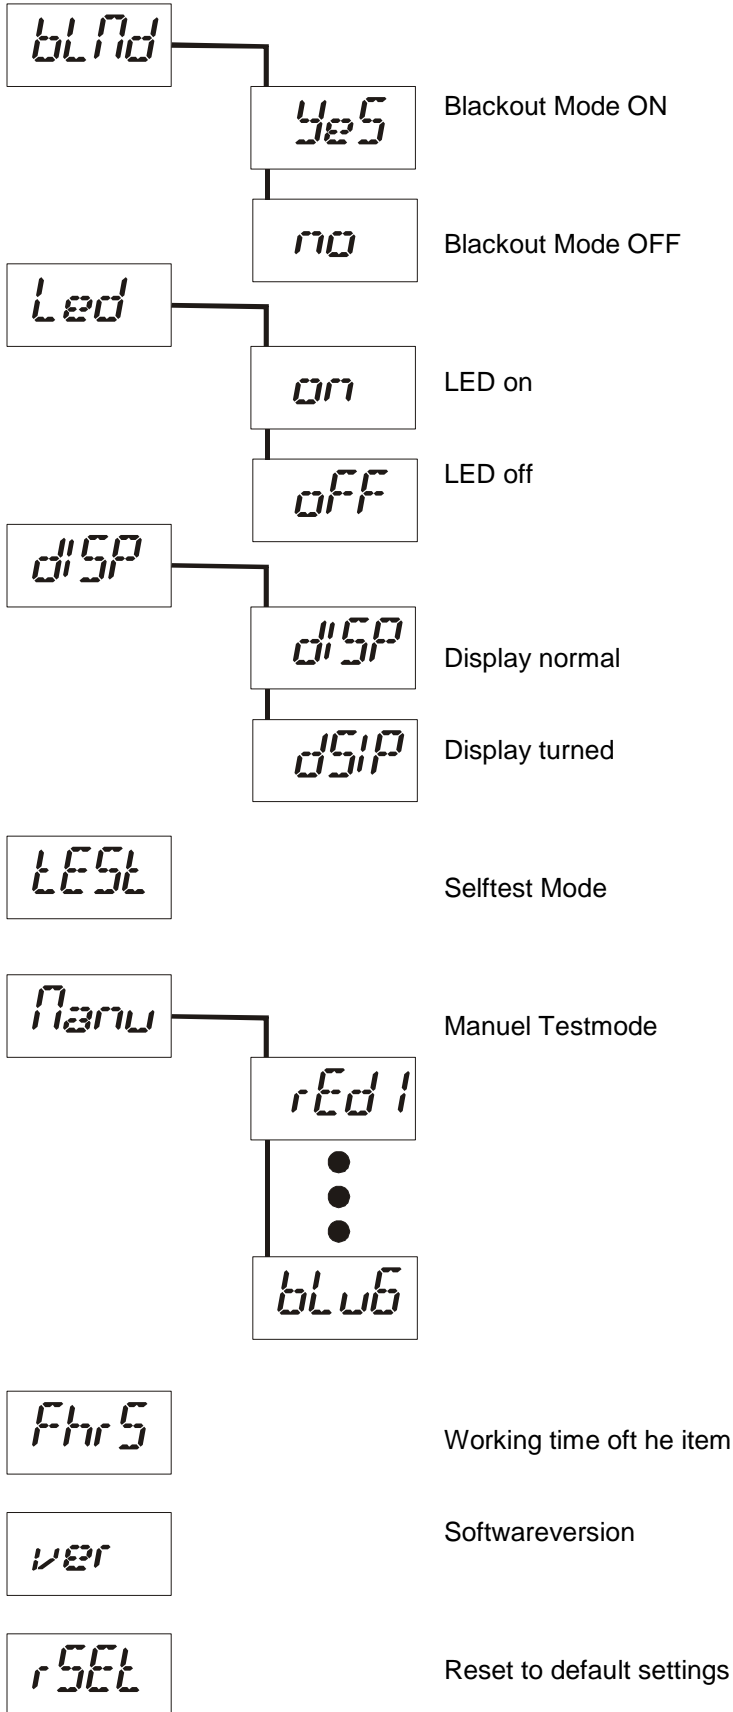 bLMd
YeS Blackout Mode ON
no Blackout Mode OFF
Led
on LED on
oFF LED off
dISP
dISP Display normal
dSIP Display turned
tESt Selftest Mode
Manu Manuel Testmode
rEd1
bLu6
FhrS Working time oft he item
ver Softwareversion
rSEt Reset to default settings